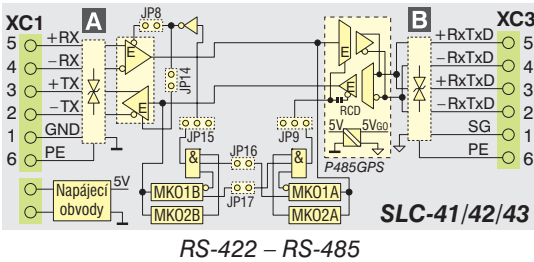 XC1 A JP8 B XC3
5 +RX +RxTxD 5
4 −RX −RxTxD 4
3 +TX +RxTxD 3
2 −TX −RxTxD 2
1 GND SG 1
6 PE PE 6
JP14
E
E
E
RCD
5V 5VGO
P485GPS
JP15 JP9
& JP16 &
JP17
MK01B MK01A
MK02B MK02A
Napájecí 5V
obvody
SLC-41/42/43
RS-422 – RS-485